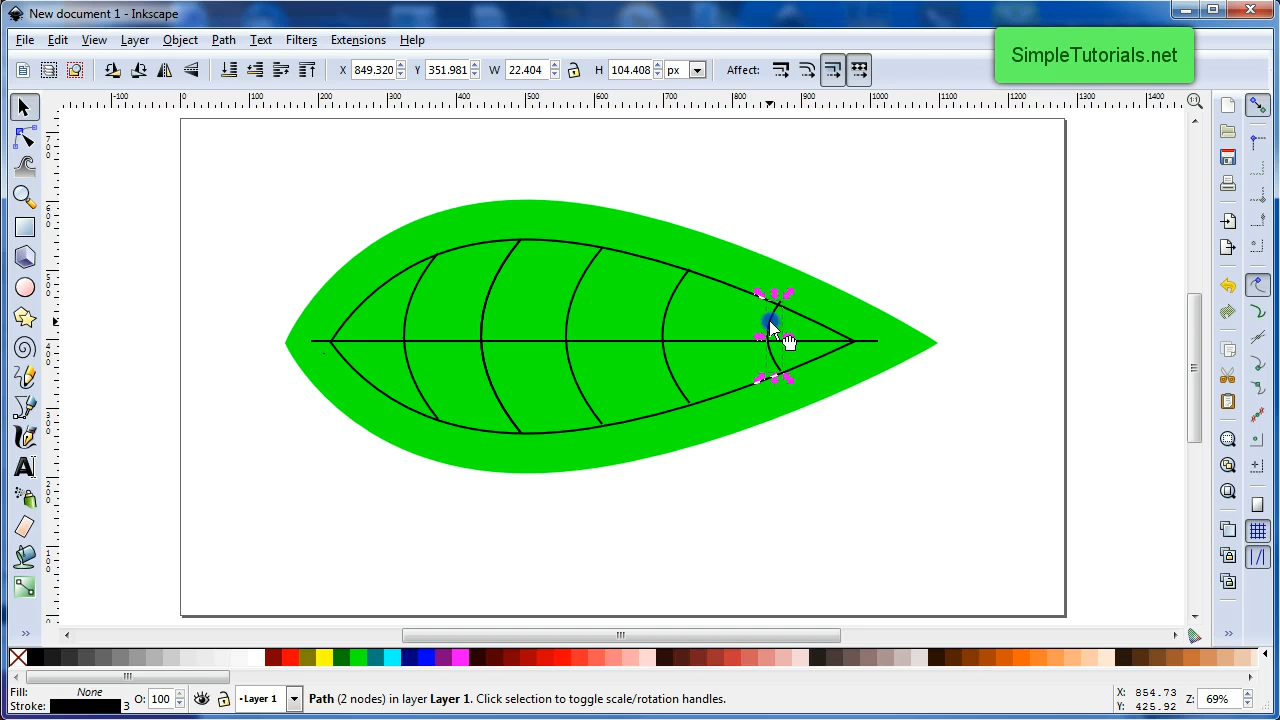 New document 1 - Inkscape
File Edit View Layer Object Path Text Filters Extensions Help
SimpleTutorials.net
X 849.320 Y 351.981 W 22.404 H 104.408 px Affect:
-100 0 100 200 300 400 500 600 700 800 900 1000 1100 1200 1300 1400
Fill: None
Stroke: 3
O: 100
•Layer 1
Path (2 nodes) in layer Layer 1. Click selection to toggle scale/rotation handles.
X: 854.73
Y: 425.92
Z: 69%